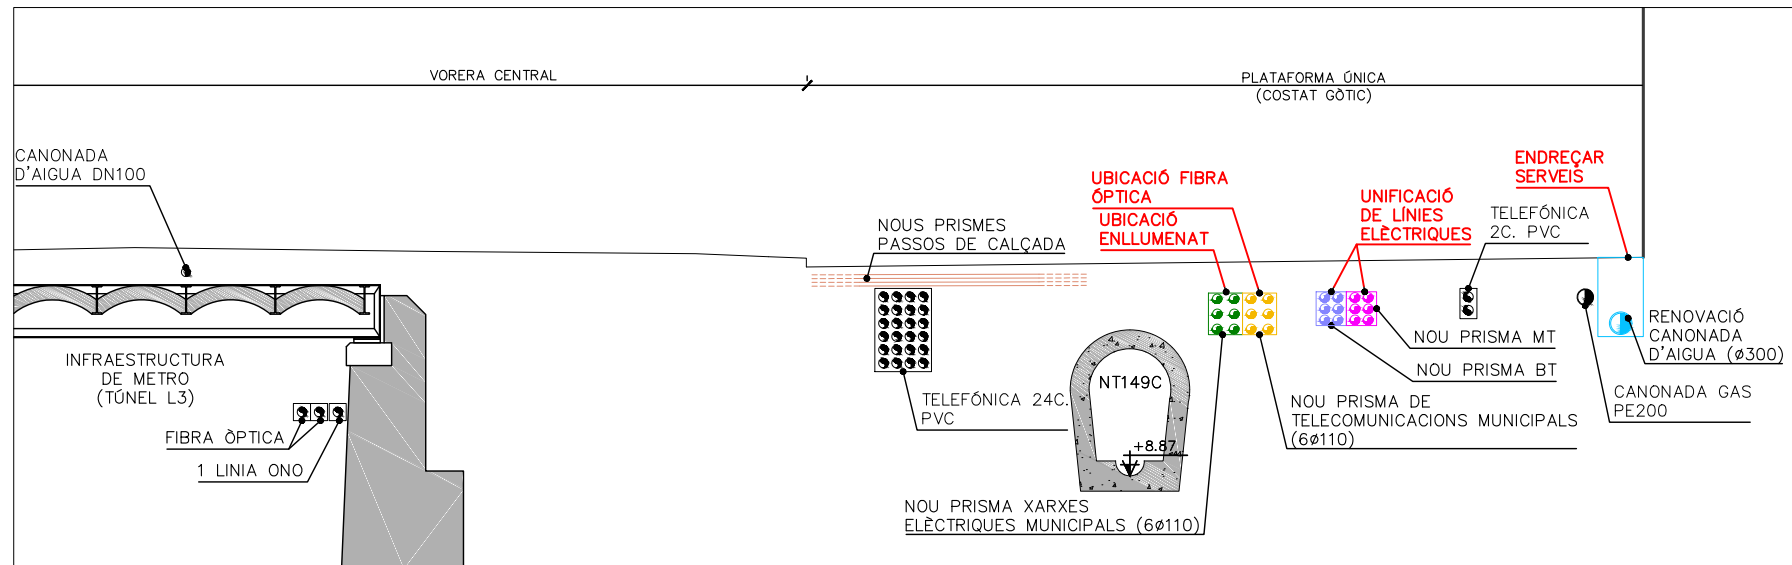 VORERA CENTRAL
PLATAFORMA ÚNICA
(COSTAT GÒTIC)
CANONADA
D'AIGUA DN100
NOUS PRISMES
PASSOS DE CALÇADA
UBICACIÓ FIBRA
ÓPTICA
UBICACIÓ
ENLLUMENAT
UNIFICACIÓ
DE LÍNIES
ELÈCTRIQUES
TELEFÓNICA
2C. PVC
ENDREÇAR
SERVEIS
INFRAESTRUCTURA
DE METRO
(TÚNEL L3)
FIBRA ÒPTICA
1 LINIA ONO
TELEFÓNICA 24C.
PVC
NT149C
+8.87
NOU PRISMA XARXES
ELÈCTRIQUES MUNICIPALS (6Ø110)
NOU PRISMA DE
TELECOMUNICACIONS MUNICIPALS
(6Ø110)
NOU PRISMA MT
NOU PRISMA BT
RENOVACIÓ
CANONADA
D'AIGUA (Ø300)
CANONADA GAS
PE200